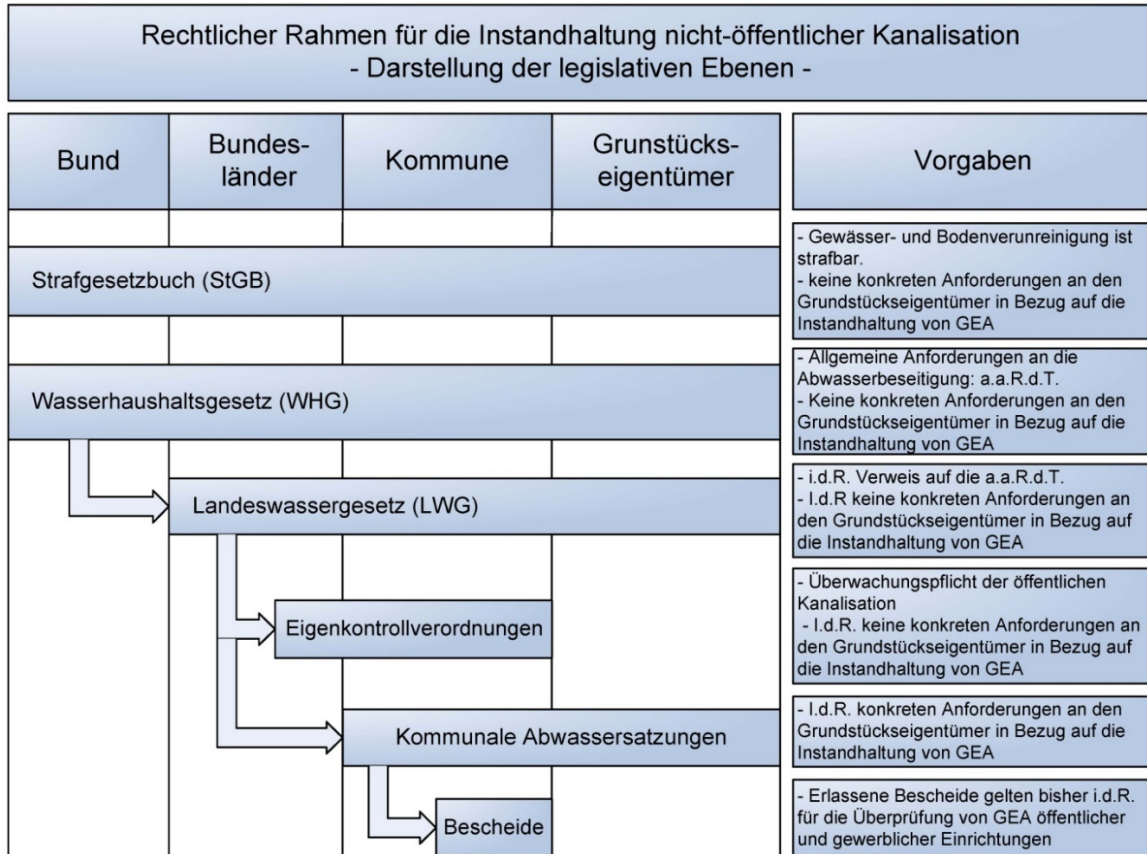 Rechtlicher Rahmen für die Instandhaltung nicht-öffentlicher Kanalisation
- Darstellung der legislativen Ebenen -
Bund
Bundes-
länder
Kommune
Grunstücks-
eigentümer
Vorgaben
Strafgesetzbuch (StGB)
- Gewässer- und Bodenverunreinigung ist
strafbar.
- keine konkreten Anforderungen an den
Grundstückseigentümer in Bezug auf die
Instandhaltung von GEA
Wasserhaushaltsgesetz (WHG)
- Allgemeine Anforderungen an die
Abwasserbeseitigung: a.a.R.d.T.
- Keine konkreten Anforderungen an den
Grundstückseigentümer in Bezug auf die
Instandhaltung von GEA
Landeswassergesetz (LWG)
- i.d.R. Verweis auf die a.a.R.d.T.
- I.d.R keine konkreten Anforderungen an
den Grundstückseigentümer in Bezug auf
die Instandhaltung von GEA
Eigenkontrollverordnungen
- Überwachungspflicht der öffentlichen
Kanalisation
- I.d.R. keine konkreten Anforderungen an
den Grundstückseigentümer in Bezug auf
die Instandhaltung von GEA
Kommunale Abwassersatzungen
- I.d.R. konkreten Anforderungen an den
Grundstückseigentümer in Bezug auf die
Instandhaltung von GEA
Bescheide
- Erlassene Bescheide gelten bisher i.d.R.
für die Überprüfung von GEA öffentlicher
und gewerblicher Einrichtungen